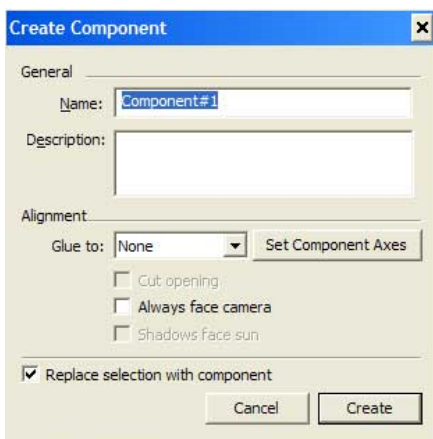 Create Component
General
Name: Component#1
Description:
Alignment
Glue to: None Set Component Axes
Cut opening
Always face camera
Shadows face sun
Replace selection with component
Cancel Create